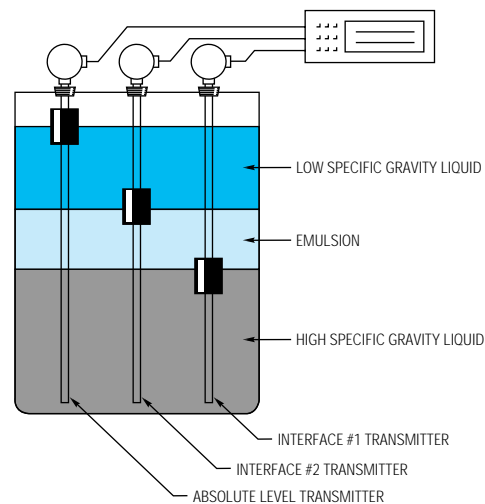 LOW SPECIFIC GRAVITY LIQUID
EMULSION
HIGH SPECIFIC GRAVITY LIQUID
INTERFACE #1 TRANSMITTER
INTERFACE #2 TRANSMITTER
ABSOLUTE LEVEL TRANSMITTER